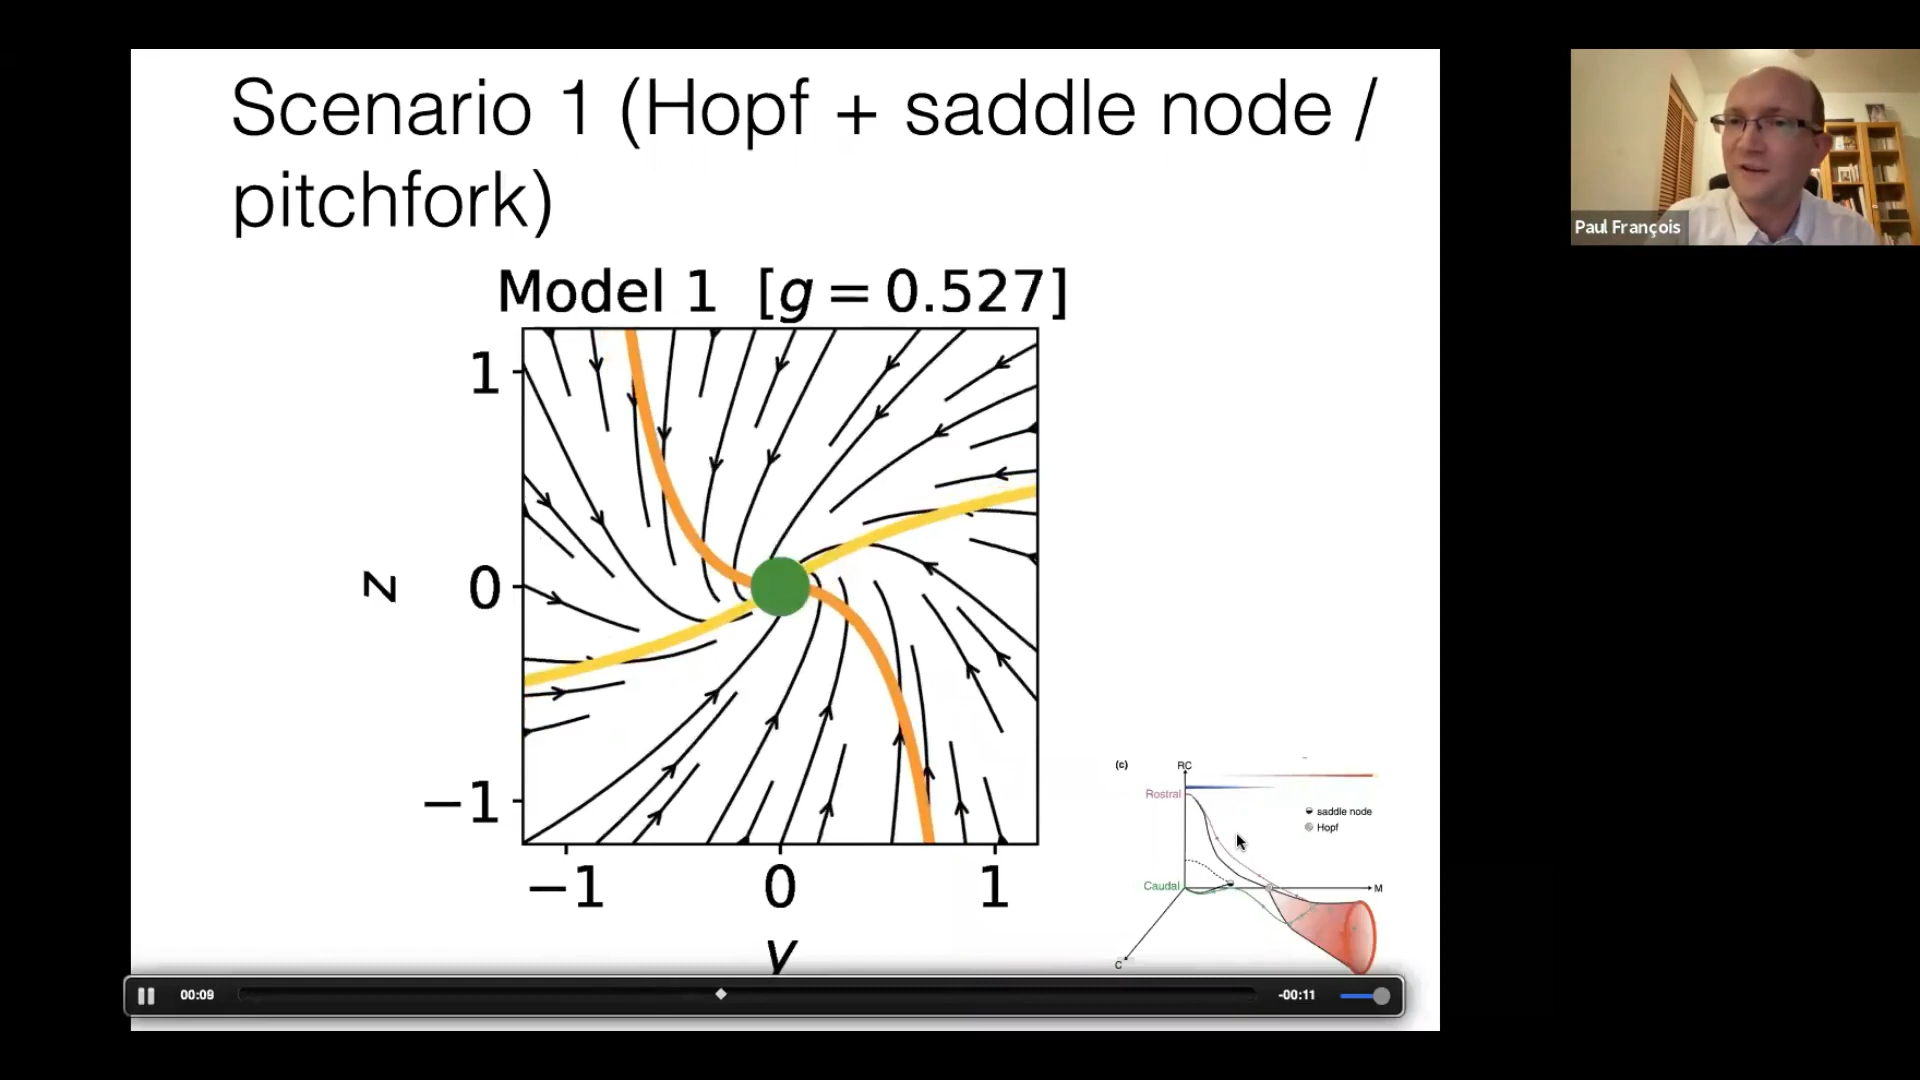 Scenario 1 (Hopf + saddle node /
pitchfork)
Paul François
Model 1 [g = 0.527]
1
0
−1
z
−1 0 1
y
(c)
RC
Rostral
saddle node
Hopf
Caudal
M
C
00:09
-00:11